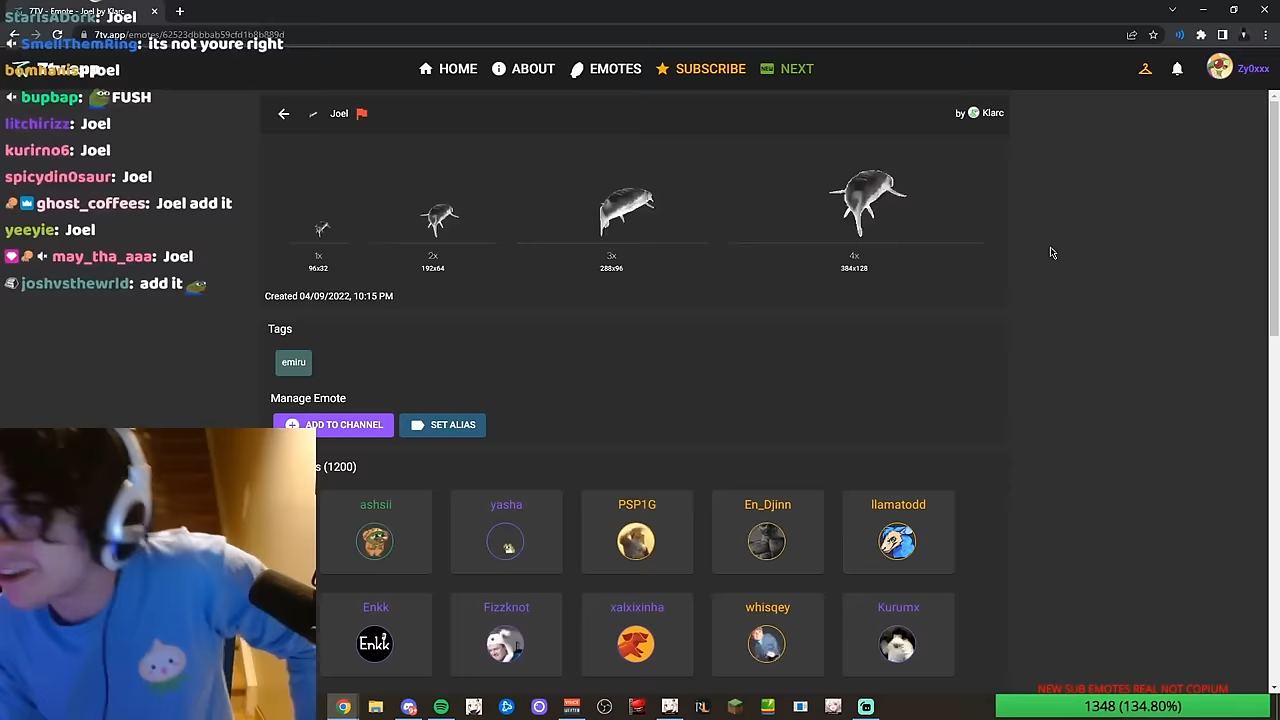 7TV - Emote - Joel by Klarc
StarIsADork: Joel
7tv.app/emotes/62523dbbbab59cfd1b8b889d
SmellThemRing: its not youre right
Joel
HOME
ABOUT
EMOTES
SUBSCRIBE
NEW
NEXT
Zy0xxx
bupbap: FUSH
litchirizz: Joel
kurirno6: Joel
spicydin0saur: Joel
ghost_coffees: Joel add it
yeeyie: Joel
may_tha_aaa: Joel
joshvsthewrld: add it
Joel
by Klarc
1x 2x 3x 4x
96x32 192x64 288x96 384x128
Created 04/09/2022, 10:15 PM
Tags
emiru
Manage Emote
ADD TO CHANNEL
SET ALIAS
(1200)
ashsii yasha PSP1G En_Djinn llamatodd
Enkk Fizzknot xalxixinha whisqey Kurumx
Enkk
NEW SUB EMOTES REAL NOT COPIUM
1348 (134.80%)